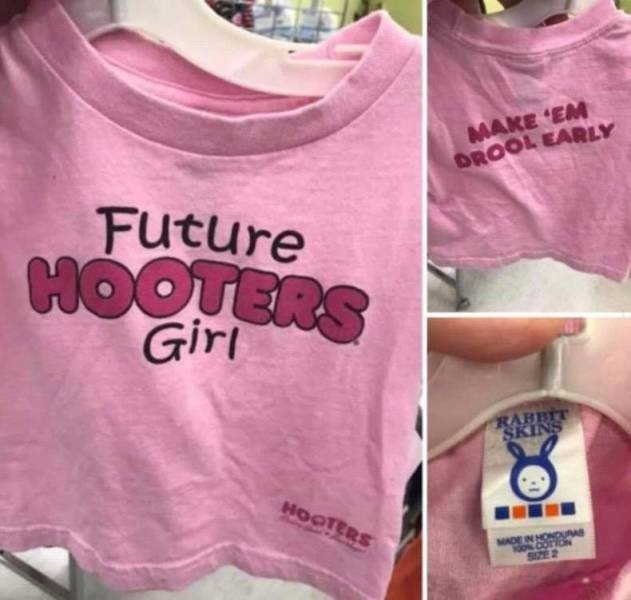 Future
HOOTERS
Girl
HOOTERS
MAKE 'EM
DROOL EARLY
RABBIT
SKINS
MADE IN HONDURAS
100% COTTON
SIZE 2